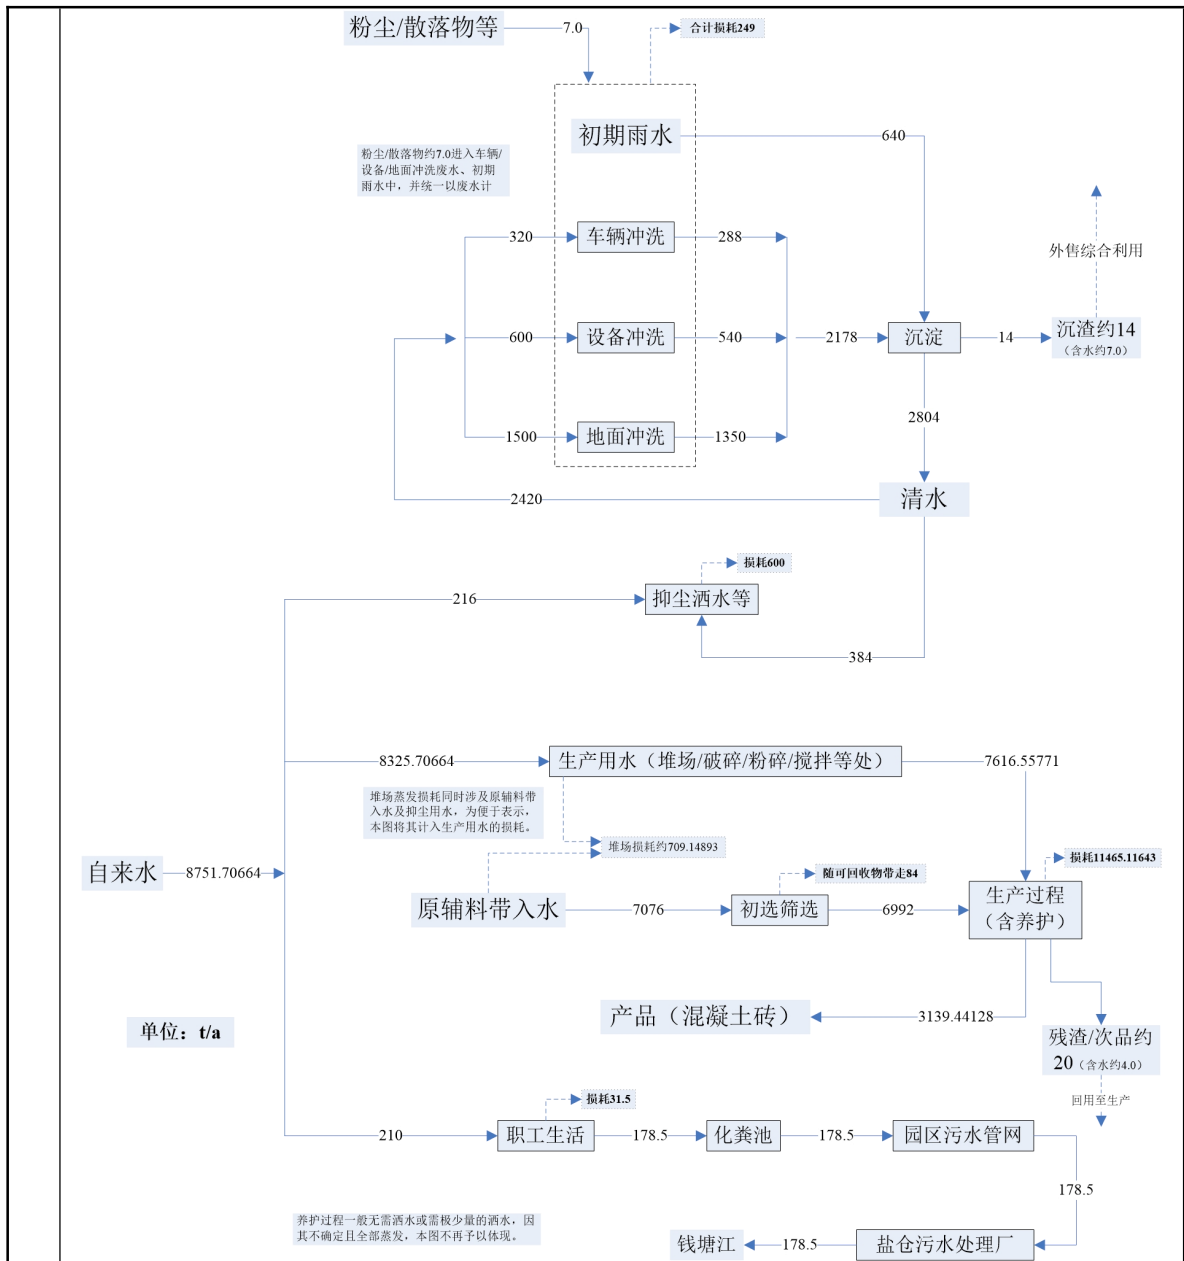 粉尘/散落物等
7.0
合计损耗249
初期雨水
640
粉尘/散落物约7.0进入车辆/
设备/地面冲洗废水、初期
雨水中，并统一以废水计
320
车辆冲洗
288
外售综合利用
600
设备冲洗
540
2178
沉淀
14
沉渣约14
（含水约7.0）
1500
地面冲洗
1350
2804
2420
清水
损耗600
216
抑尘洒水等
384
8325.70664
生产用水（堆场/破碎/粉碎/搅拌等处）
7616.55771
堆场蒸发损耗同时涉及原辅料带
入水及抑尘用水，为便于表示，
本图将其计入生产用水的损耗。
堆场损耗约709.14893
自来水
8751.70664
随可回收物带走84
损耗11465.11643
原辅料带入水
7076
初选筛选
6992
生产过程
（含养护）
产品（混凝土砖）
3139.44128
单位：t/a
残渣/次品约
20（含水约4.0）
回用至生产
损耗31.5
210
职工生活
178.5
化粪池
178.5
园区污水管网
178.5
养护过程一般无需洒水或需极少量的洒水，因
其不确定且全部蒸发，本图不再予以体现。
钱塘江
178.5
盐仓污水处理厂